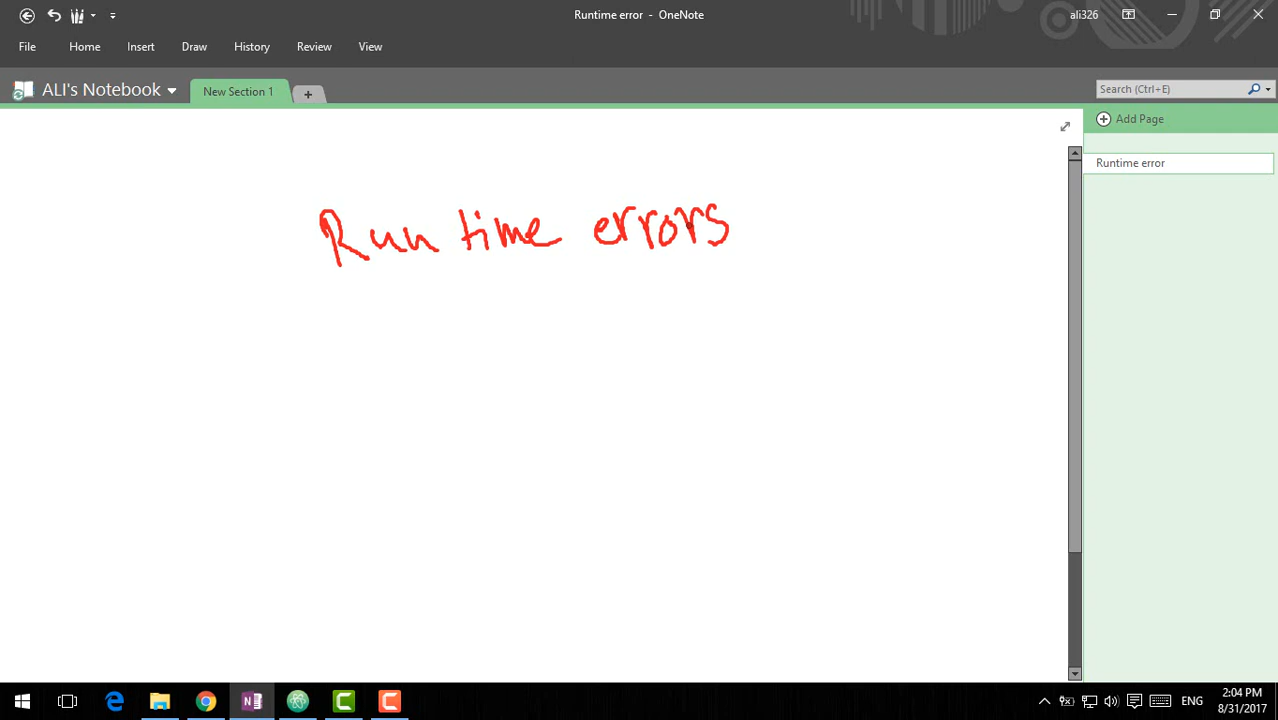 Runtime error - OneNote
ali326
File Home Insert Draw History Review View
ALI's Notebook
New Section 1
+
Search (Ctrl+E)
Add Page
Runtime error
Run time errors
ENG
2:04 PM
8/31/2017